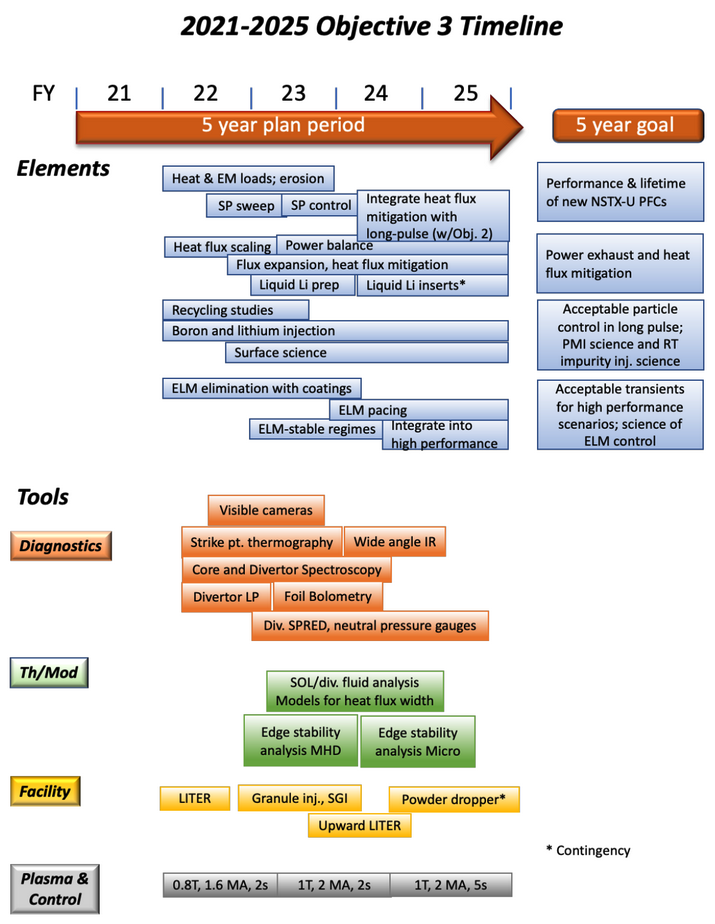 2021-2025 Objective 3 Timeline
FY 21 22 23 24 25
5 year plan period
5 year goal
Elements
Heat & EM loads; erosion
SP sweep
SP control
Integrate heat flux
mitigation with
long-pulse (w/Obj. 2)
Performance & lifetime
of new NSTX-U PFCs
Heat flux scaling
Power balance
Flux expansion, heat flux mitigation
Liquid Li prep
Liquid Li inserts*
Power exhaust and heat
flux mitigation
Recycling studies
Boron and lithium injection
Surface science
Acceptable particle
control in long pulse;
PMI science and RT
impurity inj. science
ELM elimination with coatings
ELM pacing
ELM-stable regimes
Integrate into
high performance
Acceptable transients
for high performance
scenarios; science of
ELM control
Tools
Diagnostics
Visible cameras
Strike pt. thermography
Wide angle IR
Core and Divertor Spectroscopy
Divertor LP
Foil Bolometry
Div. SPRED, neutral pressure gauges
Th/Mod
SOL/div. fluid analysis
Models for heat flux width
Edge stability
analysis MHD
Edge stability
analysis Micro
Facility
LITER
Granule inj., SGI
Powder dropper*
Upward LITER
* Contingency
Plasma &
Control
0.8T, 1.6 MA, 2s
1T, 2 MA, 2s
1T, 2 MA, 5s